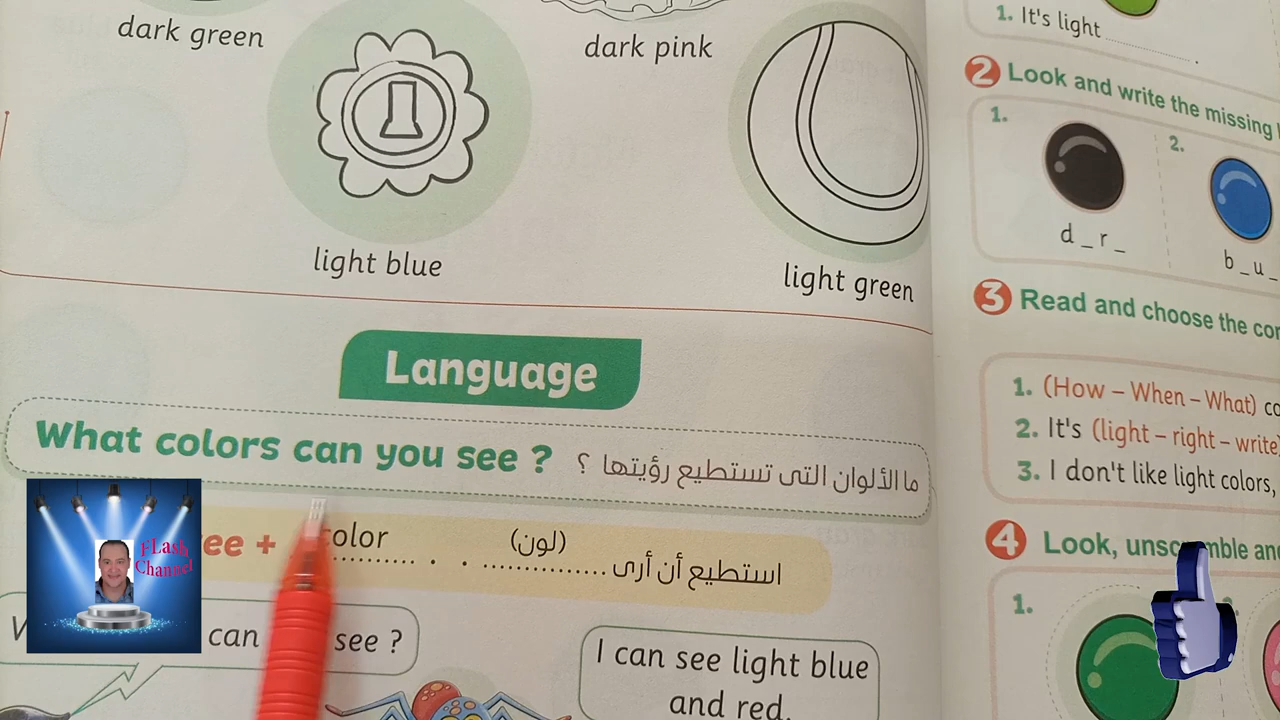 dark green
dark pink
light blue
light green
Language
What colors can you see ?
ما الألوان التى تستطيع رؤيتها ؟
ee + color
(لون)
استطيع أن أرى ............... .
can see ?
I can see light blue
and red.
FLash
Channel
1. It's light ............... .
2 Look and write the missing
1.
2.
d _ r _
b _ u _
3 Read and choose the
1. (How – When – What)
2. It's (light – right – write)
3. I don't like light colors,
4 Look, unscramble
1.